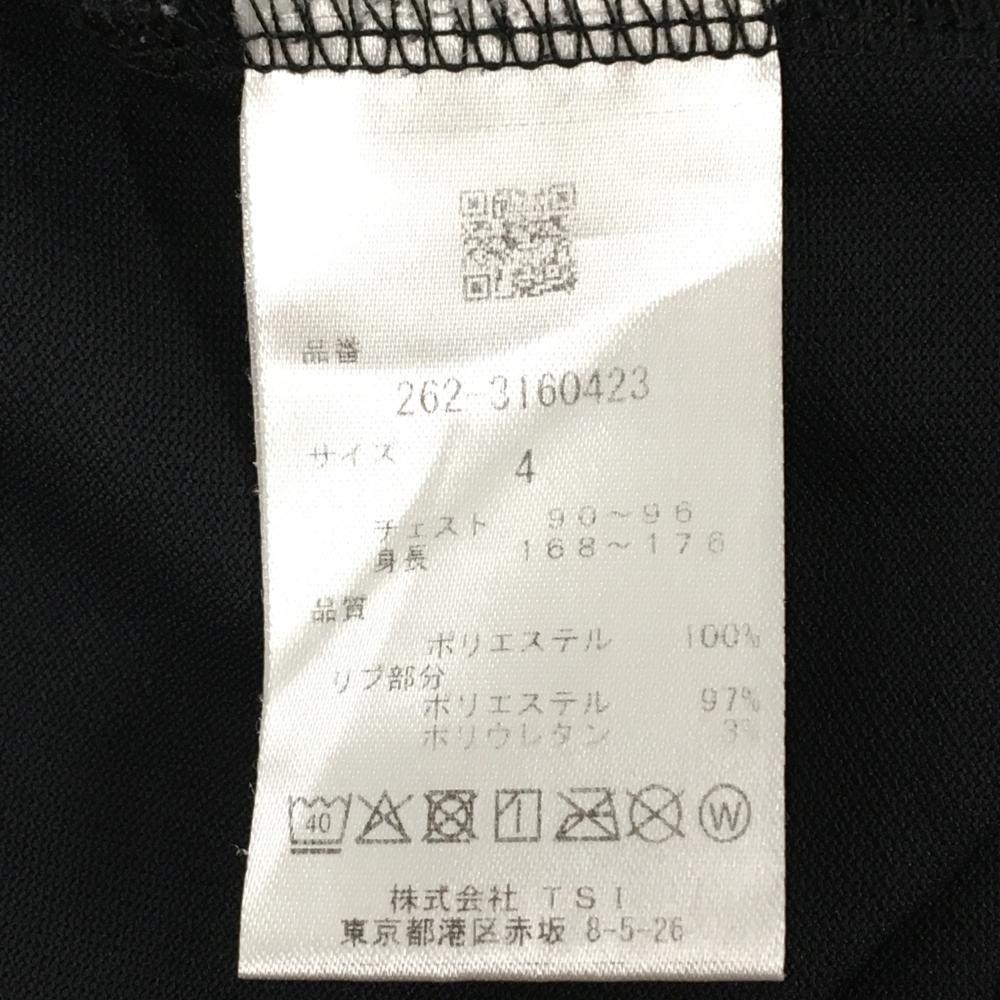 品番
262-3160423
サイズ 4
チェスト 90～96
身長 168～176
品質
ポリエステル 100%
リブ部分
ポリエステル 97%
ポリウレタン 3%
40 W
株式会社 TSI
東京都港区赤坂 8-5-26